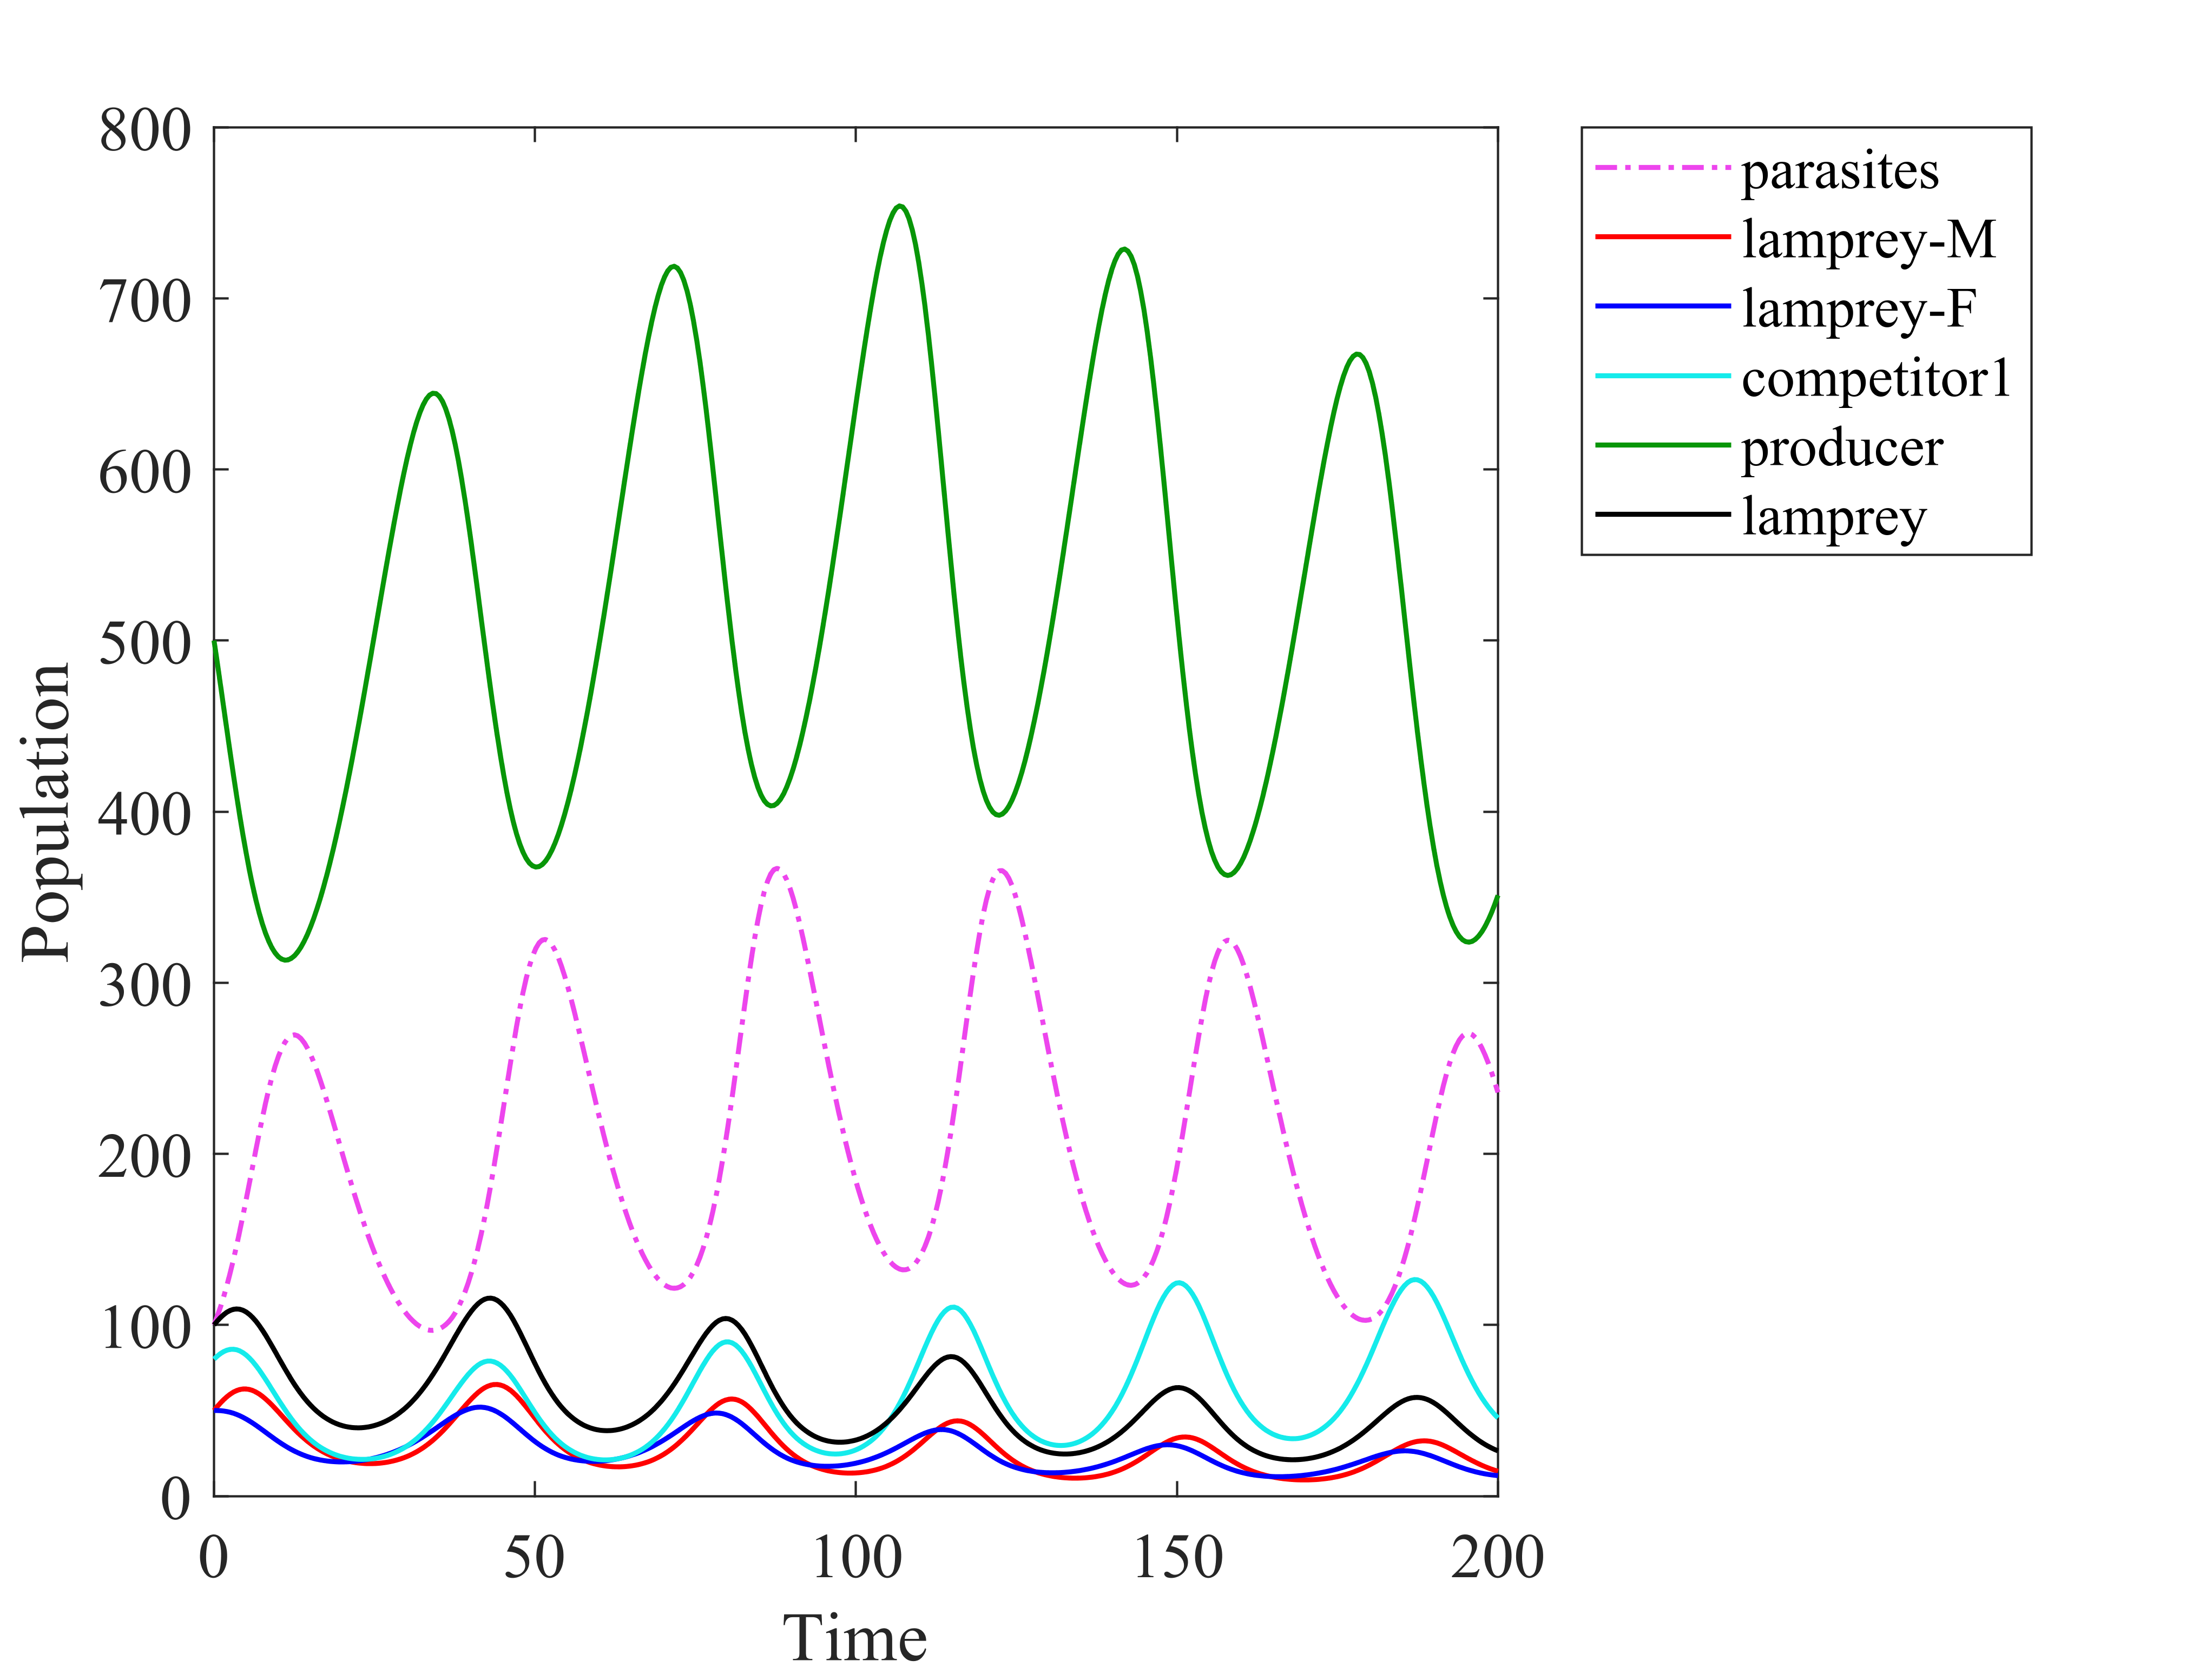 800
700
600
500
400
300
200
100
0
Population
0 50 100 150 200
Time
parasites
lamprey-M
lamprey-F
competitor1
producer
lamprey